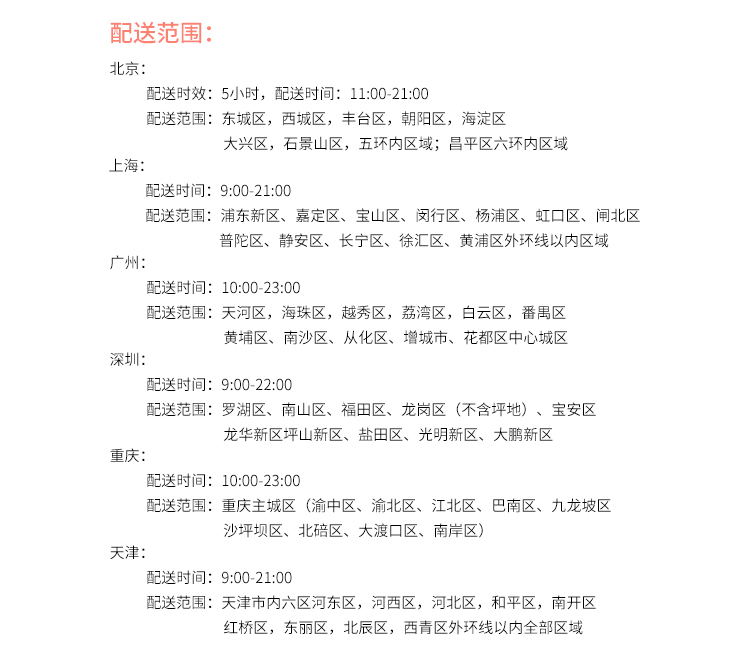 配送范围：
北京：
配送时效：5小时，配送时间：11:00-21:00
配送范围：东城区，西城区，丰台区，朝阳区，海淀区
大兴区，石景山区，五环内区域；昌平区六环内区域
上海：
配送时间：9:00-21:00
配送范围：浦东新区、嘉定区、宝山区、闵行区、杨浦区、虹口区、闸北区
普陀区、静安区、长宁区、徐汇区、黄浦区外环线以内区域
广州：
配送时间：10:00-23:00
配送范围：天河区，海珠区，越秀区，荔湾区，白云区，番禺区
黄埔区、南沙区、从化区、增城市、花都区中心城区
深圳：
配送时间：9:00-22:00
配送范围：罗湖区、南山区、福田区、龙岗区（不含坪地）、宝安区
龙华新区坪山新区、盐田区、光明新区、大鹏新区
重庆：
配送时间：10:00-23:00
配送范围：重庆主城区（渝中区、渝北区、江北区、巴南区、九龙坡区
沙坪坝区、北碚区、大渡口区、南岸区）
天津：
配送时间：9:00-21:00
配送范围：天津市内六区河东区，河西区，河北区，和平区，南开区
红桥区，东丽区，北辰区，西青区外环线以内全部区域